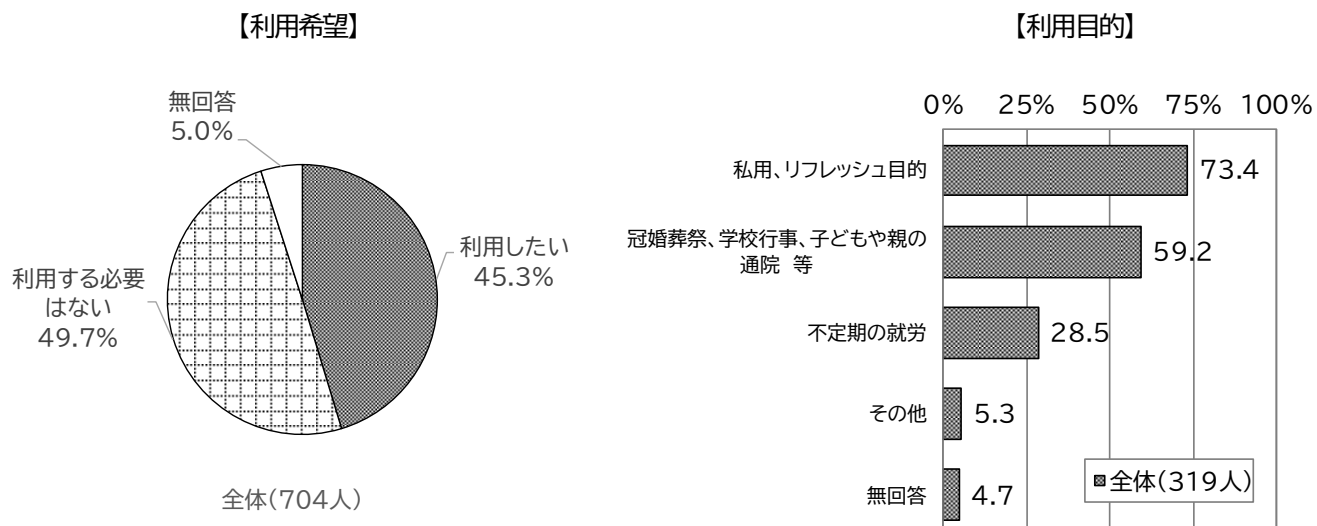 【利用希望】
無回答
5.0%
利用したい
45.3%
利用する必要
はない
49.7%
全体(704人)
【利用目的】
0% 25% 50% 75% 100%
私用、リフレッシュ目的 73.4
冠婚葬祭、学校行事、子どもや親の
通院 等 59.2
不定期の就労 28.5
その他 5.3
無回答 4.7
全体(319人)